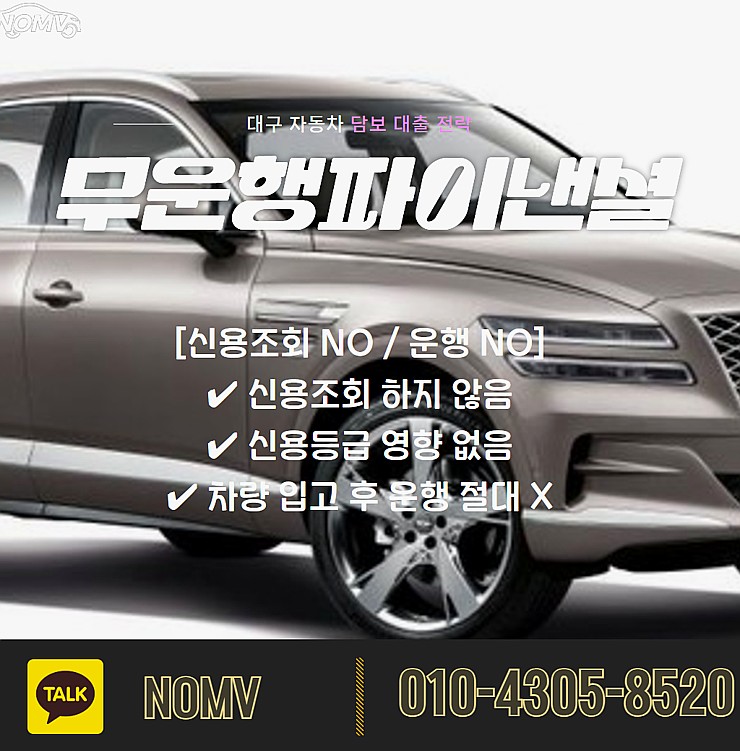 NOMV
대구 자동차 담보 대출 전략
무운행파이낸셜
[신용조회 NO / 운행 NO]
✔ 신용조회 하지 않음
✔ 신용등급 영향 없음
✔ 차량 입고 후 운행 절대 X
TALK
NOMV
010-4305-8520